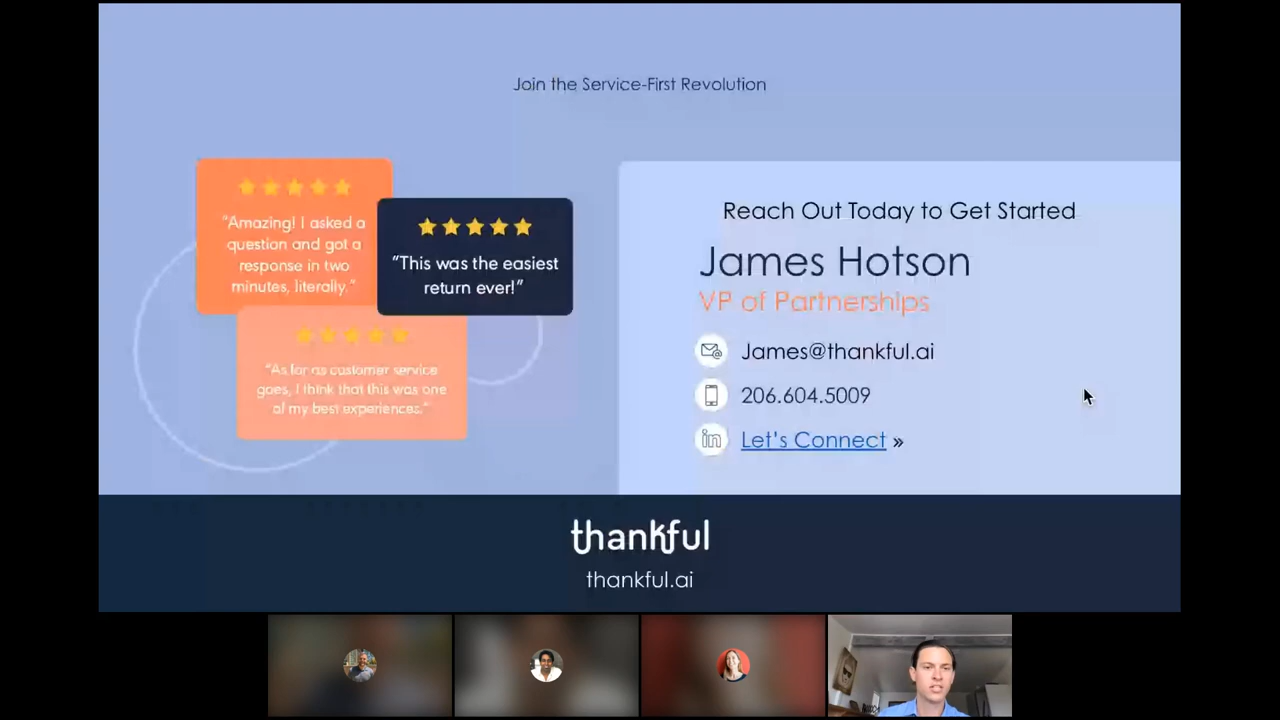 Join the Service-First Revolution
"Amazing! I asked a
question and got a
response in two
minutes, literally."
"This was the easiest
return ever!"
"As far as customer service
goes, I think that this was one
of my best experiences."
Reach Out Today to Get Started
James Hotson
VP of Partnerships
James@thankful.ai
206.604.5009
in
Let's Connect »
thankful
thankful.ai